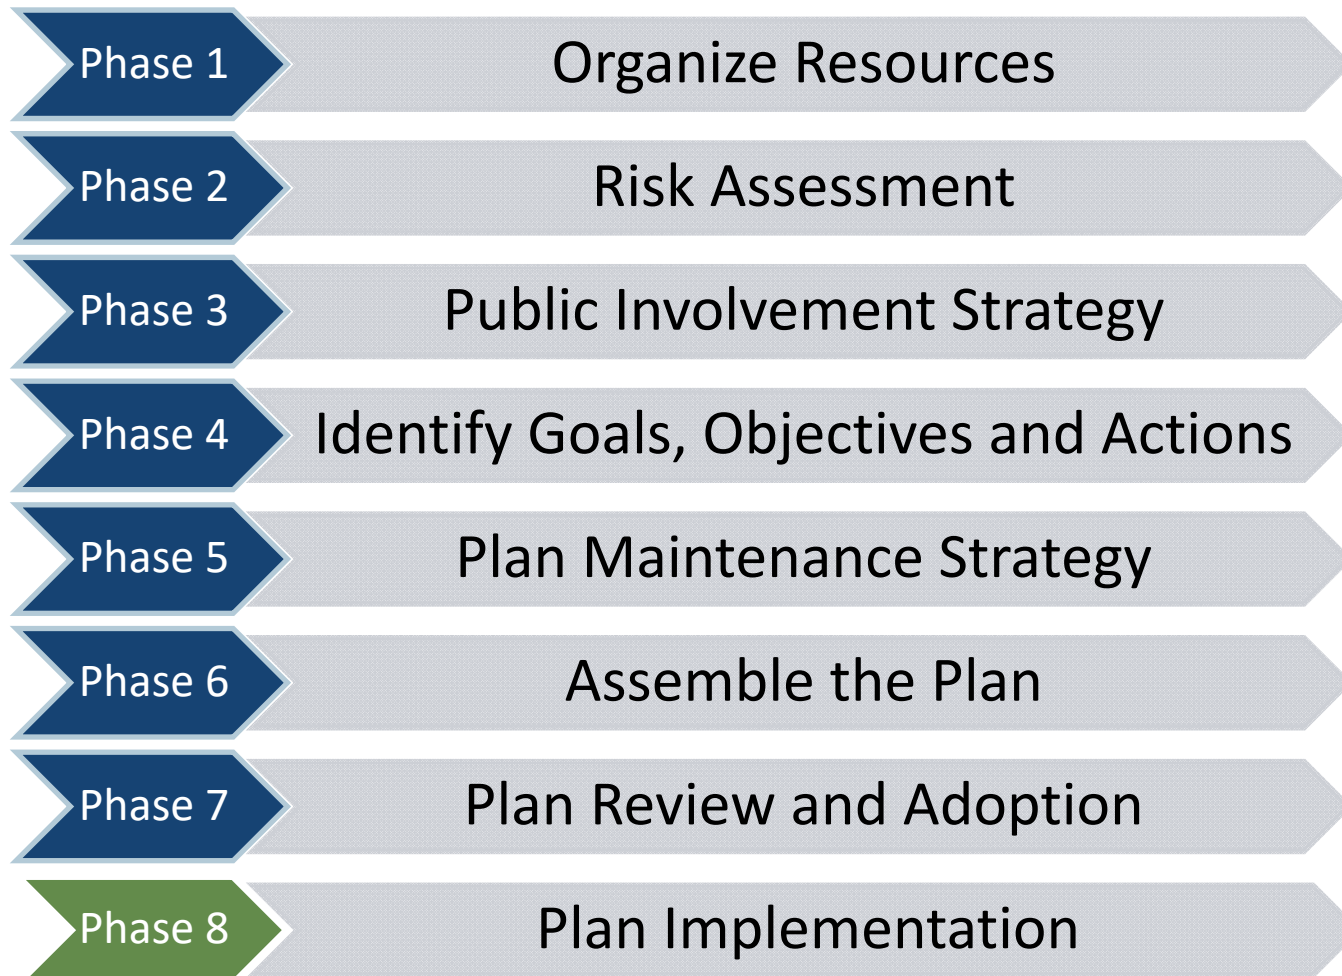 Phase 1 Organize Resources
Phase 2 Risk Assessment
Phase 3 Public Involvement Strategy
Phase 4 Identify Goals, Objectives and Actions
Phase 5 Plan Maintenance Strategy
Phase 6 Assemble the Plan
Phase 7 Plan Review and Adoption
Phase 8 Plan Implementation